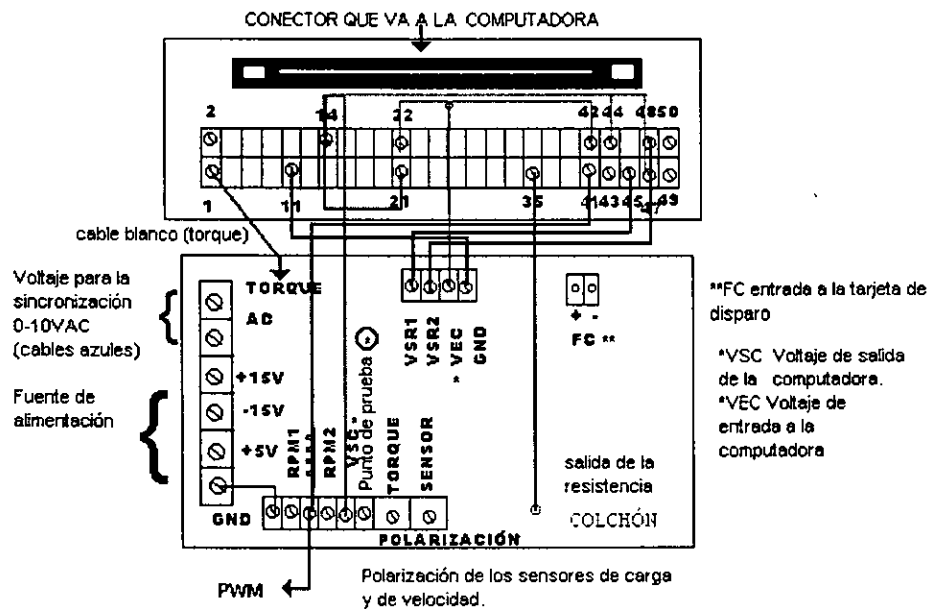 CONECTOR QUE VA A LA COMPUTADORA
2 14 22 42 44 48 50
1 11 21 35 41 43 45 47 49
cable blanco (torque)
Voltaje para la
sincronización
0-10VAC
(cables azules)
Fuente de
alimentación
TORQUE
AD
+15V
-15V
+5V
GND
RPM1
RPM2
VSC *
Punto de prueba *
TORQUE
SENSOR
VSR1
VSR2
* VEC
GND
+ -
FC **
**FC entrada a la tarjeta de
disparo
*VSC Voltaje de salida
de la computadora.
*VEC Voltaje de
entrada a la
computadora
salida de la
resistencia
COLCHÓN
POLARIZACIÓN
PWM
Polarización de los sensores de carga
y de velocidad.